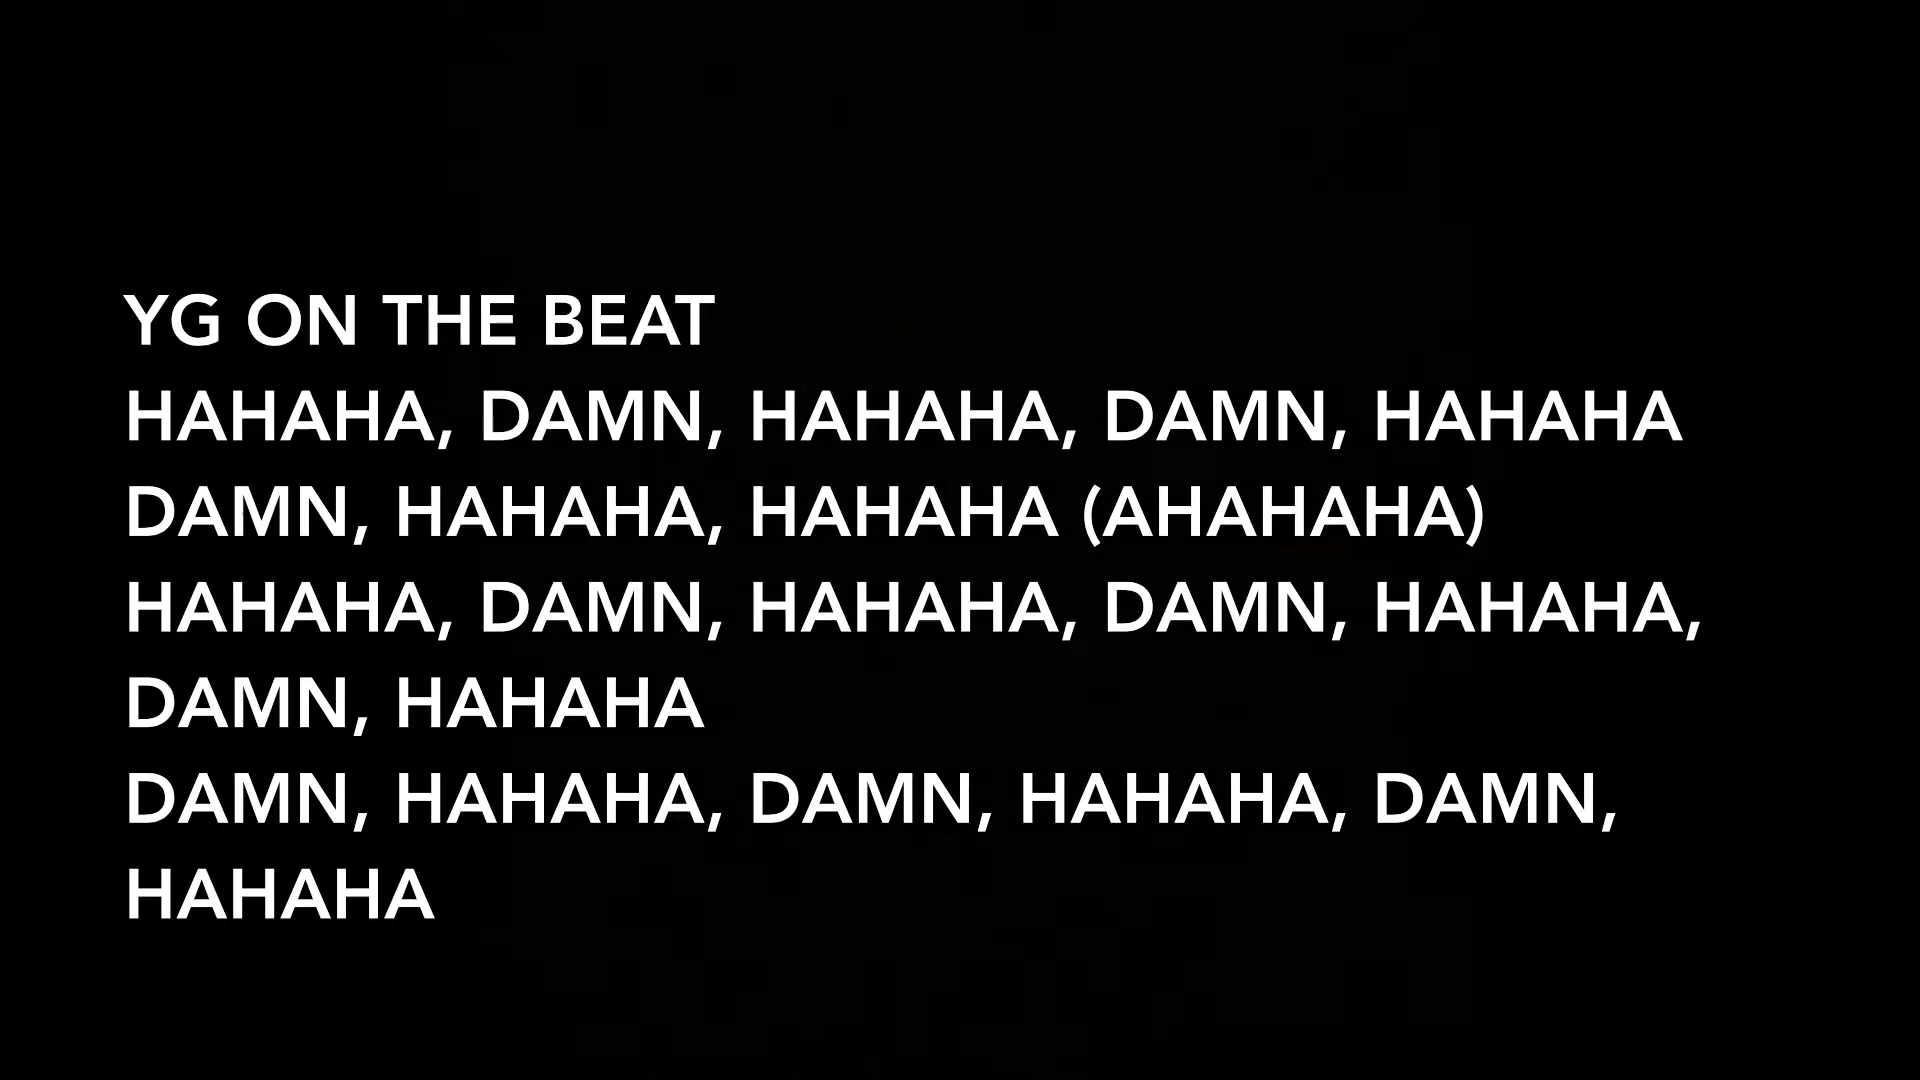 YG ON THE BEAT
HAHAHA, DAMN, HAHAHA, DAMN, HAHAHA
DAMN, HAHAHA, HAHAHA (AHAHAHA)
HAHAHA, DAMN, HAHAHA, DAMN, HAHAHA,
DAMN, HAHAHA
DAMN, HAHAHA, DAMN, HAHAHA, DAMN,
HAHAHA